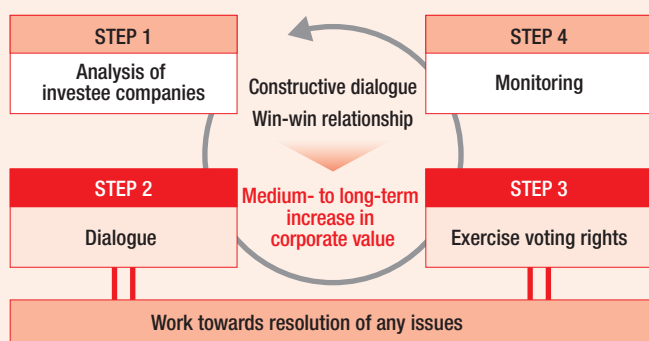 STEP 1
Analysis of
investee companies
STEP 4
Monitoring
Constructive dialogue
Win-win relationship
STEP 2
Dialogue
Medium- to long-term
increase in
corporate value
STEP 3
Exercise voting rights
Work towards resolution of any issues